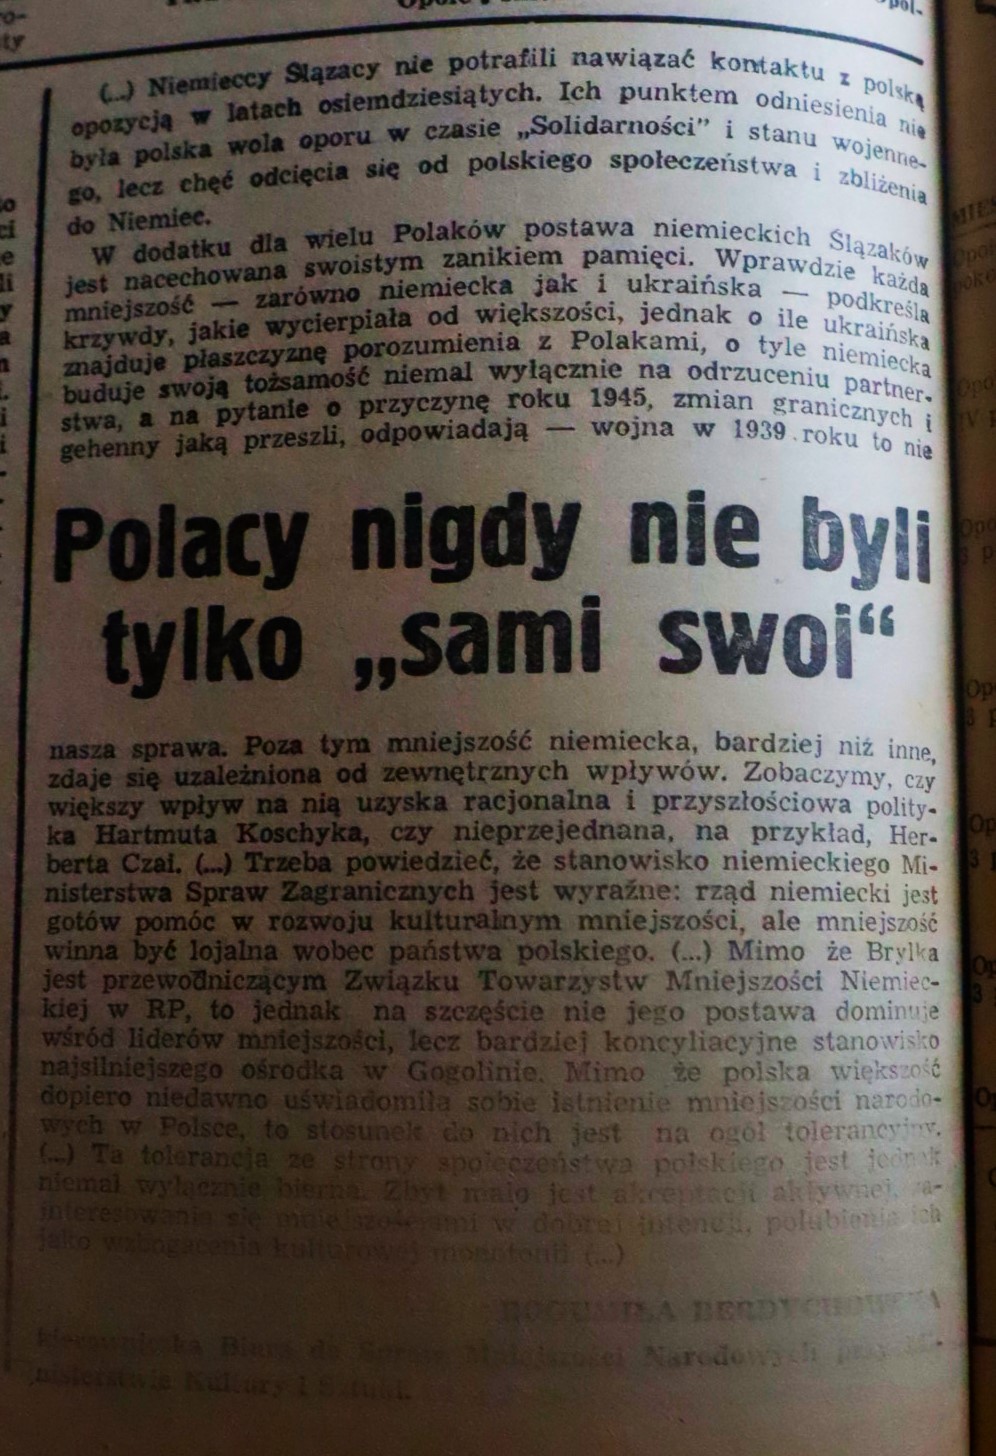 (...) Niemieccy Ślązacy nie potrafili nawiązać kontaktu z polską
opozycją w latach osiemdziesiątych. Ich punktem odniesienia nie
była polska wola oporu w czasie „Solidarności” i stanu wojenne-
go, lecz chęć odcięcia się od polskiego społeczeństwa i zbliżenia
do Niemiec.
W dodatku dla wielu Polaków postawa niemieckich Ślązaków
jest nacechowana swoistym zanikiem pamięci. Wprawdzie każda
mniejszość — zarówno niemiecka jak i ukraińska — podkreśla
krzywdy, jakie wycierpiała od większości, jednak o ile ukraińska
znajduje płaszczyznę porozumienia z Polakami, o tyle niemiecka
buduje swoją tożsamość niemal wyłącznie na odrzuceniu partner-
stwa, a na pytanie o przyczynę roku 1945, zmian granicznych i
gehenny jaką przeszli, odpowiadają — wojna w 1939 roku to nie
Polacy nigdy nie byli
tylko „sami swoi“
nasza sprawa. Poza tym mniejszość niemiecka, bardziej niż inne,
zdaje się uzależniona od zewnętrznych wpływów. Zobaczymy, czy
większy wpływ na nią uzyska racjonalna i przyszłościowa polity-
ka Hartmuta Koschyka, czy nieprzejednana, na przykład, Her-
berta Czai. (...) Trzeba powiedzieć, że stanowisko niemieckiego Mi-
nisterstwa Spraw Zagranicznych jest wyraźne: rząd niemiecki jest
gotów pomóc w rozwoju kulturalnym mniejszości, ale mniejszość
winna być lojalna wobec państwa polskiego. (...) Mimo że Brylka
jest przewodniczącym Związku Towarzystw Mniejszości Niemiec-
kiej w RP, to jednak na szczęście nie jego postawa dominuje
wśród liderów mniejszości, lecz bardziej koncyliacyjne stanowisko
najsilniejszego ośrodka w Gogolinie. Mimo że polska większość
dopiero niedawno uświadomiła sobie istnienie mniejszości narodo-
wych w Polsce, to stosunek do nich jest na ogół tolerancyjny.
(...) Ta tolerancja ze strony społeczeństwa polskiego jest jednak
niemal wyłącznie bierna. Zbyt mało jest akceptacji aktywnej, za-
interesowania się mniejszościami w dobrej intencji, polubienia ich
jako wzbogacenia kulturowej monotonii (...)
BOGUMIŁA BERDYCHOWSKA
kierowniczka Biura do Spraw Mniejszości Narodowych przy Mi-
nisterstwie Kultury i Sztuki.